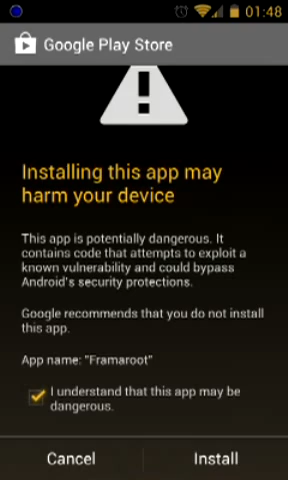 01:48
Google Play Store
Installing this app may
harm your device
This app is potentially dangerous. It
contains code that attempts to exploit a
known vulnerability and could bypass
Android's security protections.
Google recommends that you do not install
this app.
App name: "Framaroot"
I understand that this app may be
dangerous.
Cancel
Install